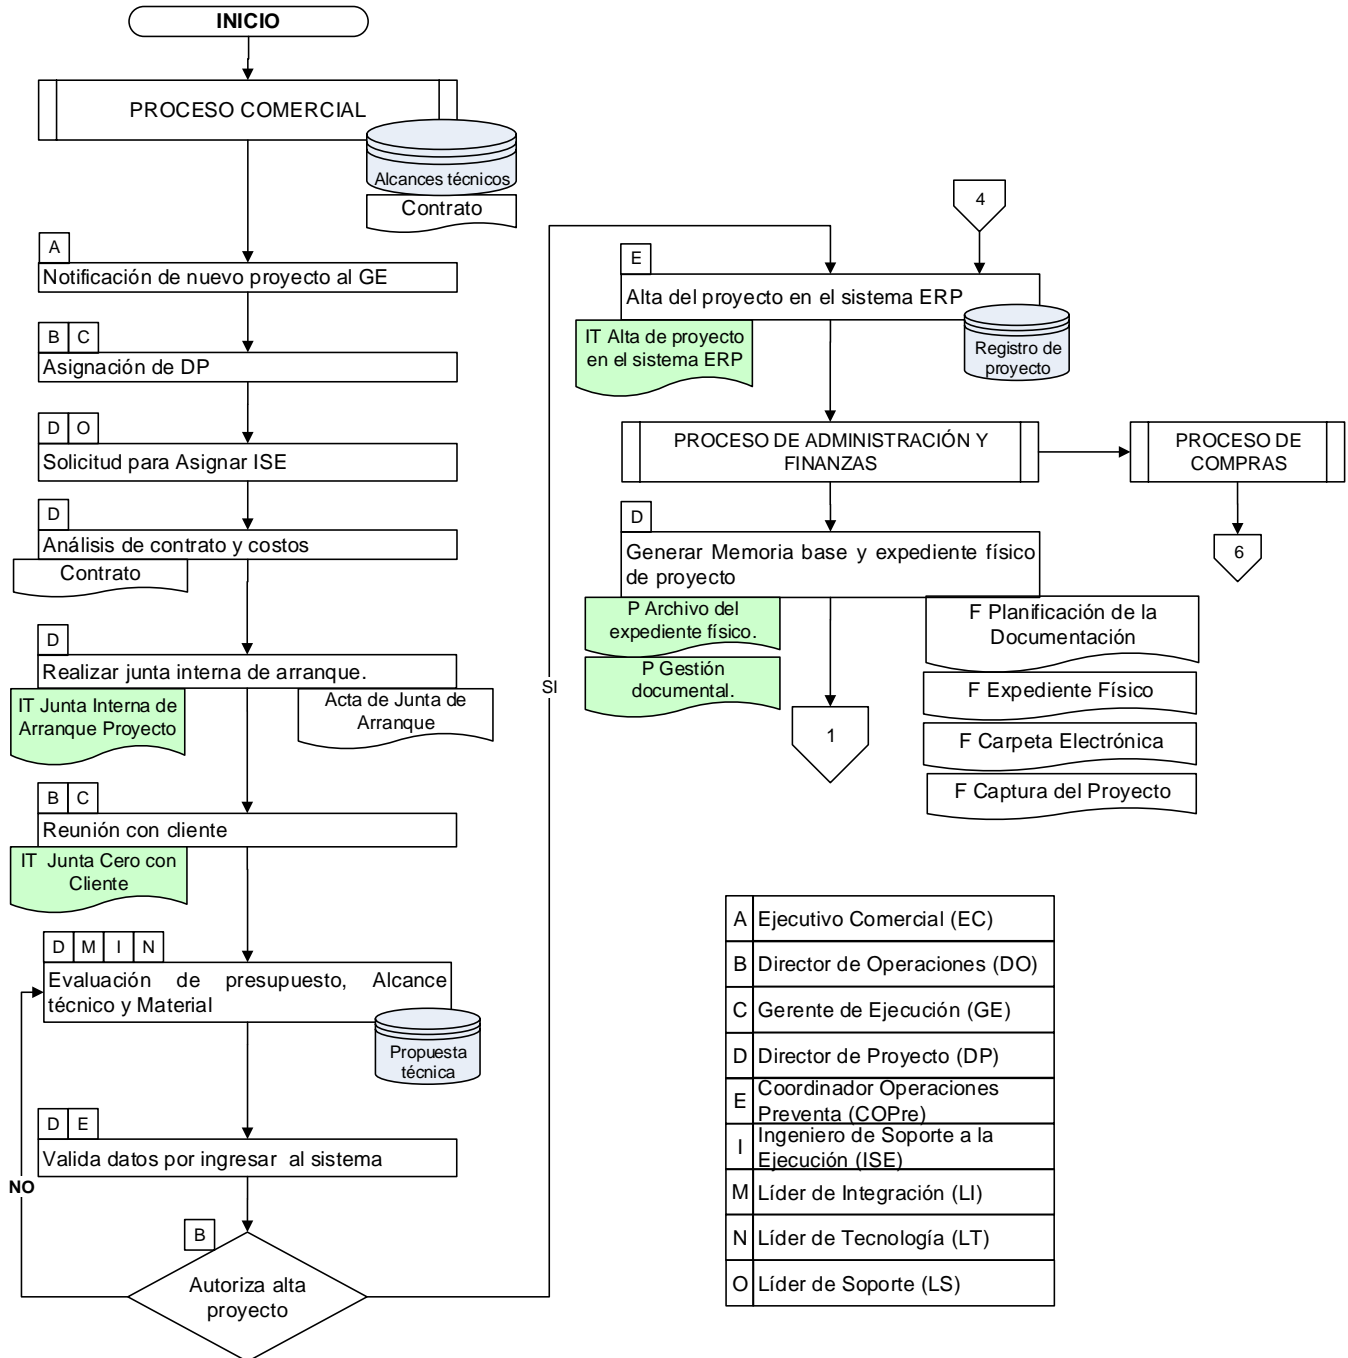 INICIO
PROCESO COMERCIAL
Alcances técnicos
Contrato
A
Notificación de nuevo proyecto al GE
B C
Asignación de DP
D O
Solicitud para Asignar ISE
D
Análisis de contrato y costos
Contrato
D
Realizar junta interna de arranque.
IT Junta Interna de
Arranque Proyecto
Acta de Junta de
Arranque
B C
Reunión con cliente
IT Junta Cero con
Cliente
D M I N
Evaluación de presupuesto, Alcance
técnico y Material
Propuesta
técnica
D E
Valida datos por ingresar al sistema
NO
B
Autoriza alta
proyecto
SI
4
E
Alta del proyecto en el sistema ERP
IT Alta de proyecto
en el sistema ERP
Registro de
proyecto
PROCESO DE ADMINISTRACIÓN Y
FINANZAS
PROCESO DE
COMPRAS
6
D
Generar Memoria base y expediente físico
de proyecto
P Archivo del
expediente físico.
P Gestión
documental.
F Planificación de la
Documentación
F Expediente Físico
F Carpeta Electrónica
F Captura del Proyecto
1
A Ejecutivo Comercial (EC)
B Director de Operaciones (DO)
C Gerente de Ejecución (GE)
D Director de Proyecto (DP)
E Coordinador Operaciones
Preventa (COPre)
I Ingeniero de Soporte a la
Ejecución (ISE)
M Líder de Integración (LI)
N Líder de Tecnología (LT)
O Líder de Soporte (LS)